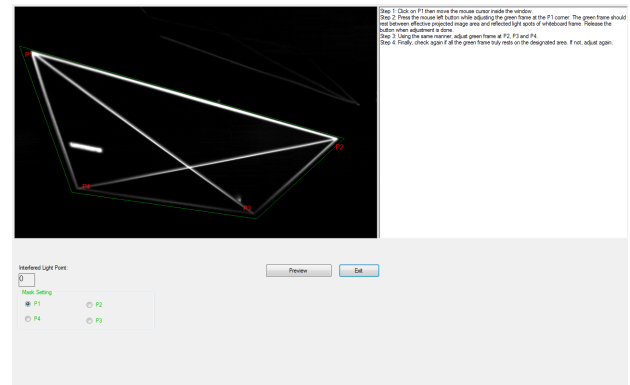 Step 1: Click on P1 then move the mouse cursor inside the window.
Step 2: Press the mouse left button while adjusting the green frame at the P1 corner. The green frame should
rest between effective projected image area and reflected light spots of whiteboard frame. Release the
button when adjustment is done.
Step 3: Using the same manner, adjust green frame at P2, P3 and P4.
Step 4: Finally, check again if all the green frame truly rests on the designated area. If not, adjust again.
P1
P2
P4
P3
Interfered Light Point:
0
Preview
Exit
Mask Setting
P1
P2
P4
P3